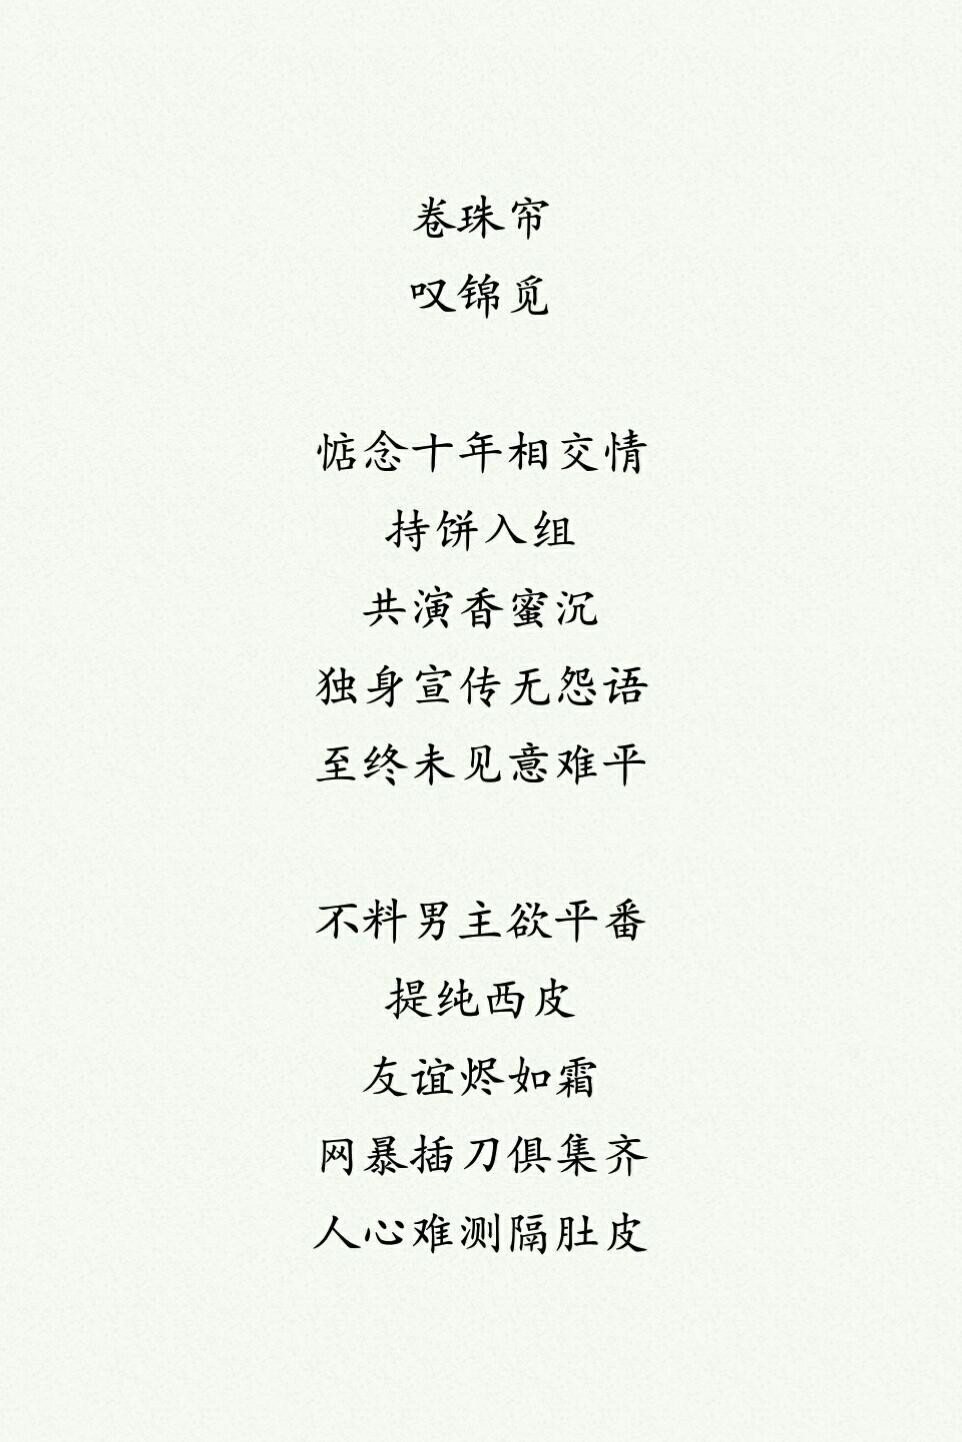 卷珠帘
叹锦觅
惦念十年相交情
持饼入组
共演香蜜沉
独身宣传无怨语
至终未见意难平
不料男主欲平番
提纯西皮
友谊烬如霜
网暴插刀俱集齐
人心难测隔肚皮